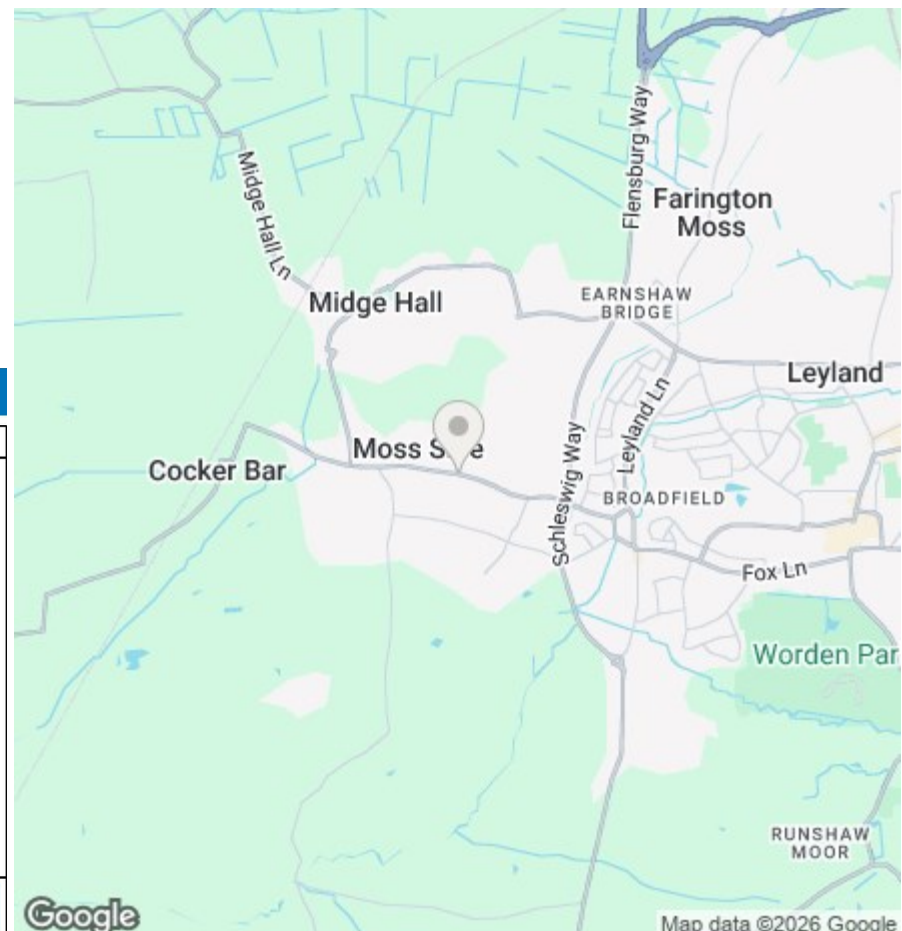 Flensburg Way
Farington
Moss
Midge Hall Ln
Midge Hall
EARNSHAW
BRIDGE
Leyland
Leyland Ln
Moss
Cocker Bar
Schleswig Way
BROADFIELD
Fox Ln
Worden Par
RUNSHAW
MOOR
Google
Map data ©2026 Google